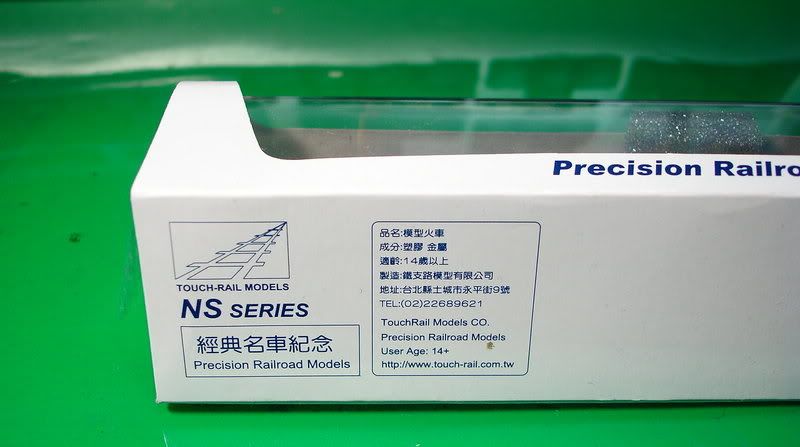 Precision Railro
TOUCH-RAIL MODELS
NS SERIES
經典名車紀念
Precision Railroad Models
品名:模型火車
成分:塑膠 金屬
適齡:14歲以上
製造:鐵支路模型有限公司
地址:台北縣土城市永平街9號
TEL:(02)22689621
TouchRail Models CO.
Precision Railroad Models
User Age: 14+
http://www.touch-rail.com.tw